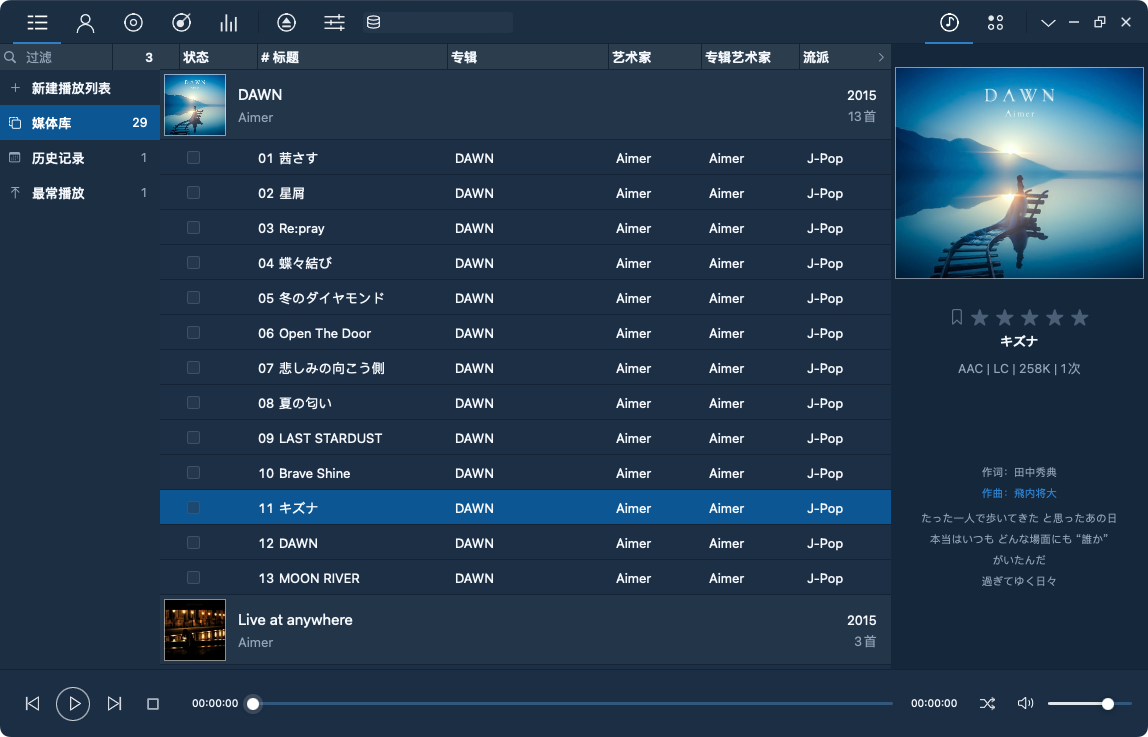 过滤 3 状态 # 标题 专辑 艺术家 专辑艺术家 流派
新建播放列表
媒体库 29
历史记录 1
最常播放 1
DAWN 2015
Aimer 13首
01 茜さす DAWN Aimer Aimer J-Pop
02 星屑 DAWN Aimer Aimer J-Pop
03 Re:pray DAWN Aimer Aimer J-Pop
04 蝶々結び DAWN Aimer Aimer J-Pop
05 冬のダイヤモンド DAWN Aimer Aimer J-Pop
06 Open The Door DAWN Aimer Aimer J-Pop
07 悲しみの向こう側 DAWN Aimer Aimer J-Pop
08 夏の匂い DAWN Aimer Aimer J-Pop
09 LAST STARDUST DAWN Aimer Aimer J-Pop
10 Brave Shine DAWN Aimer Aimer J-Pop
11 キズナ DAWN Aimer Aimer J-Pop
12 DAWN DAWN Aimer Aimer J-Pop
13 MOON RIVER DAWN Aimer Aimer J-Pop
Live at anywhere 2015
Aimer 3首
DAWN
Aimer
キズナ
AAC | LC | 258K | 1次
作词：田中秀典
作曲：飛内将大
たった一人で歩いてきた と思ったあの日
本当はいつも どんな場面にも “誰か”
がいたんだ
過ぎてゆく日々
00:00:00 00:00:00